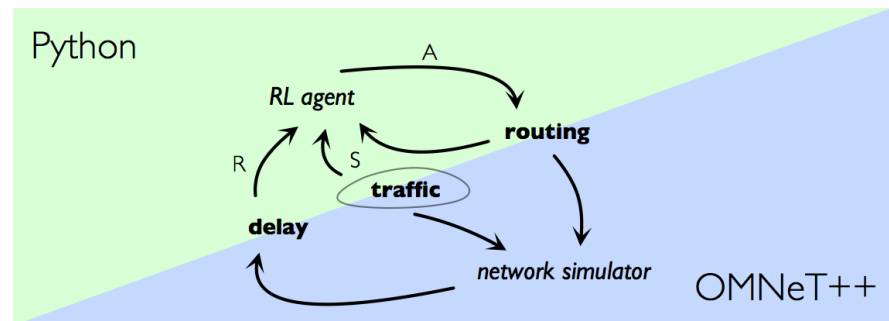 Python
A
RL agent
routing
R
S
traffic
delay
network simulator
OMNeT++